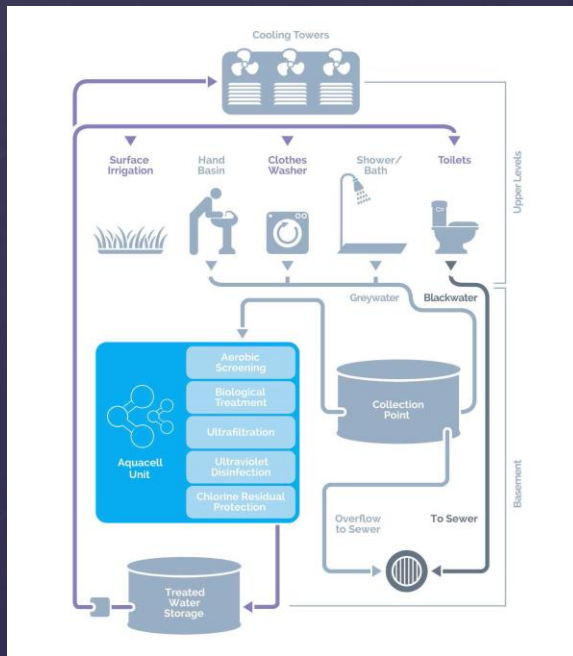 Cooling Towers
Surface
Irrigation
Hand
Basin
Clothes
Washer
Shower/
Bath
Toilets
Upper Levels
Greywater
Blackwater
Aerobic
Screening
Biological
Treatment
Ultrafiltration
Ultraviolet
Disinfection
Chlorine Residual
Protection
Aquacell
Unit
Collection
Point
Basement
Overflow
to Sewer
To Sewer
Treated
Water
Storage